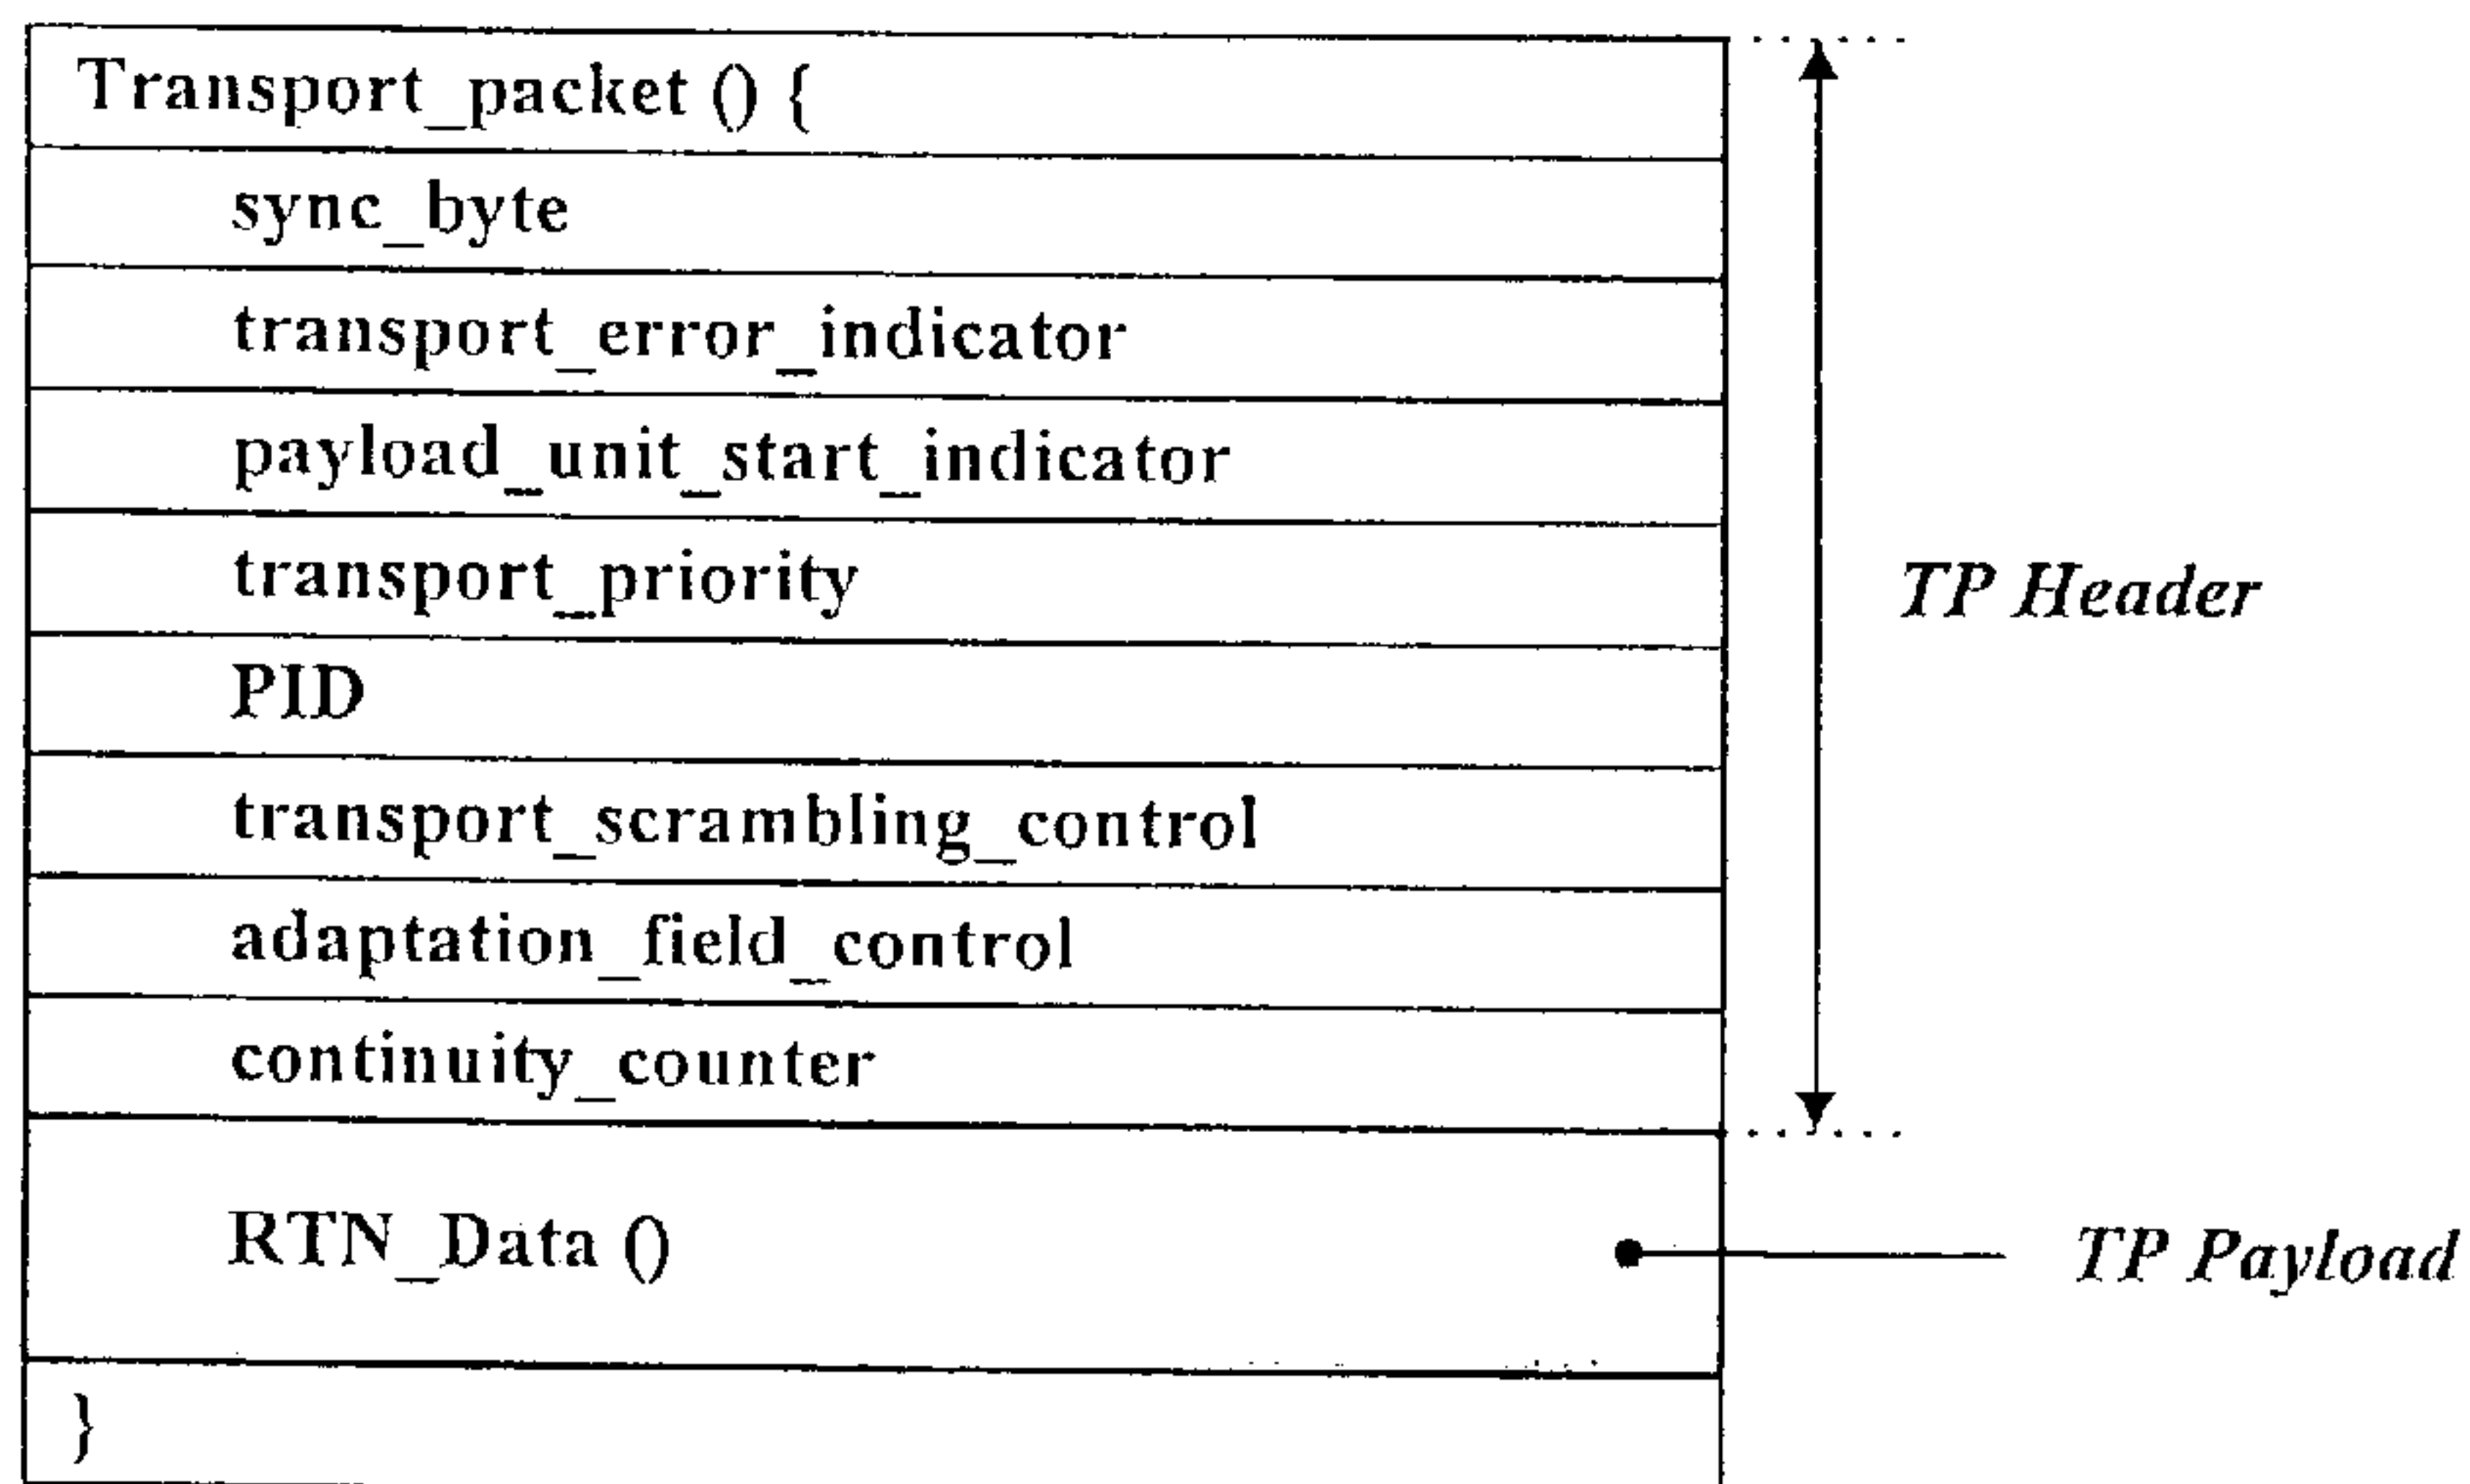 Transport_packet () {
sync_byte
transport_error_indicator
payload_unit_start_indicator
transport_priority
TP Header
PID
transport_scrambling_control
adaptation_field_control
continuity_counter
RTN_Data ()
TP Payload
}